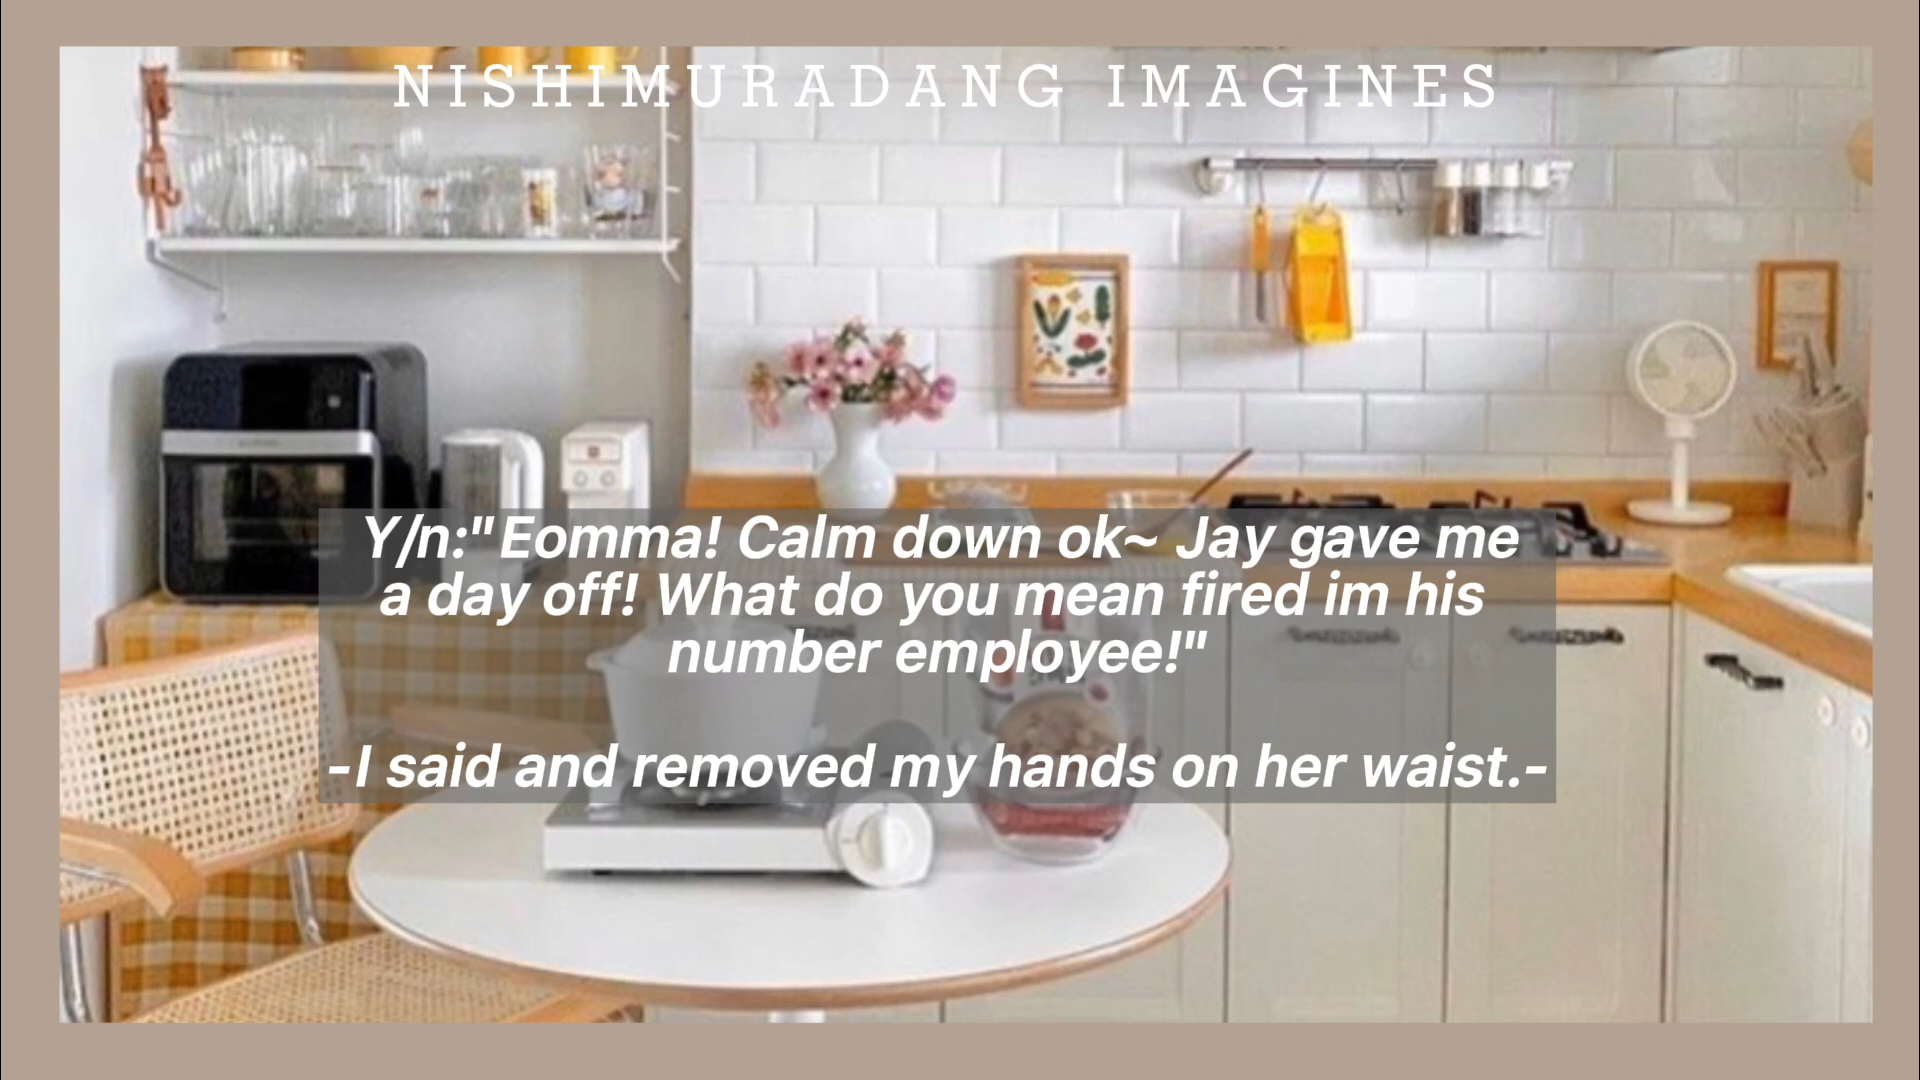 NISHIMURADANG IMAGINES
Y/n:"Eomma! Calm down ok~ Jay gave me
a day off! What do you mean fired im his
number employee!"
-I said and removed my hands on her waist.-